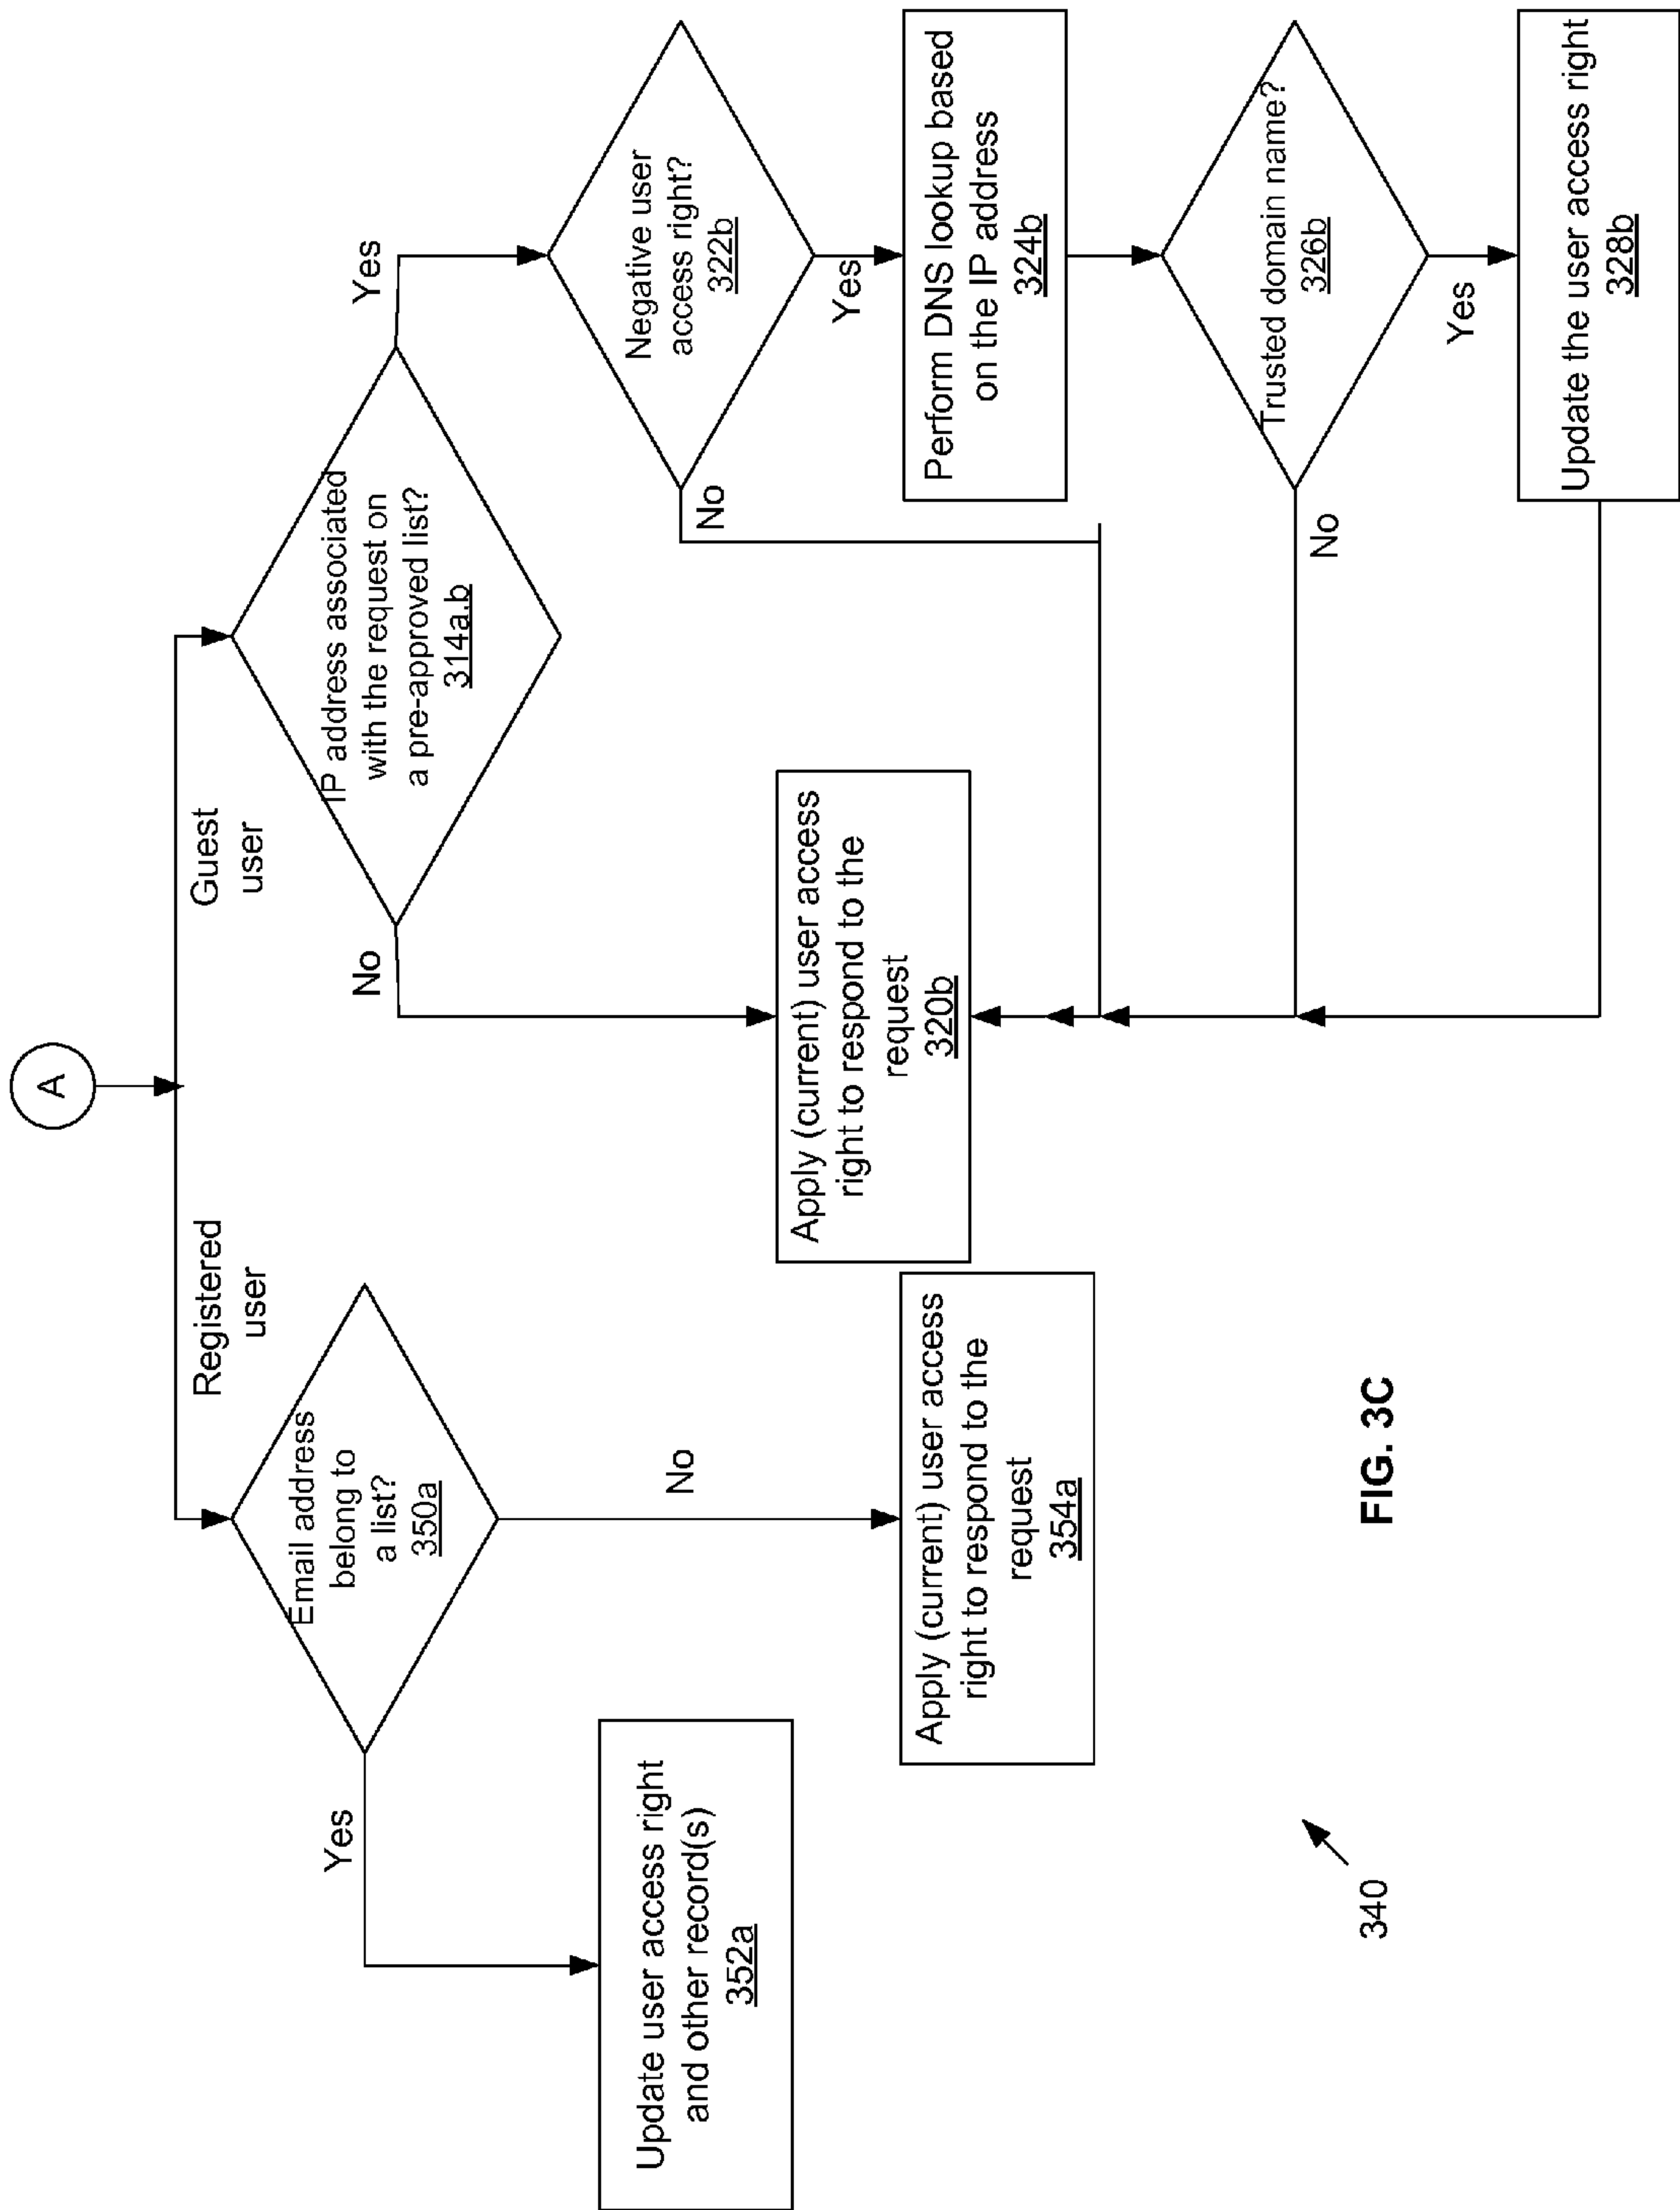 A
Registered
user
Guest
user
Email address
belong to
a list?
350a
Yes
No
Update user access right
and other record(s)
352a
Apply (current) user access
right to respond to the
request
354a
IP address associated
with the request on
a pre-approved list?
314a.b
No
Yes
Apply (current) user access
right to respond to the
request
320b
Negative user
access right?
322b
No
Yes
Perform DNS lookup based
on the IP address
324b
Trusted domain name?
326b
No
Yes
Update the user access right
328b
340
FIG. 3C